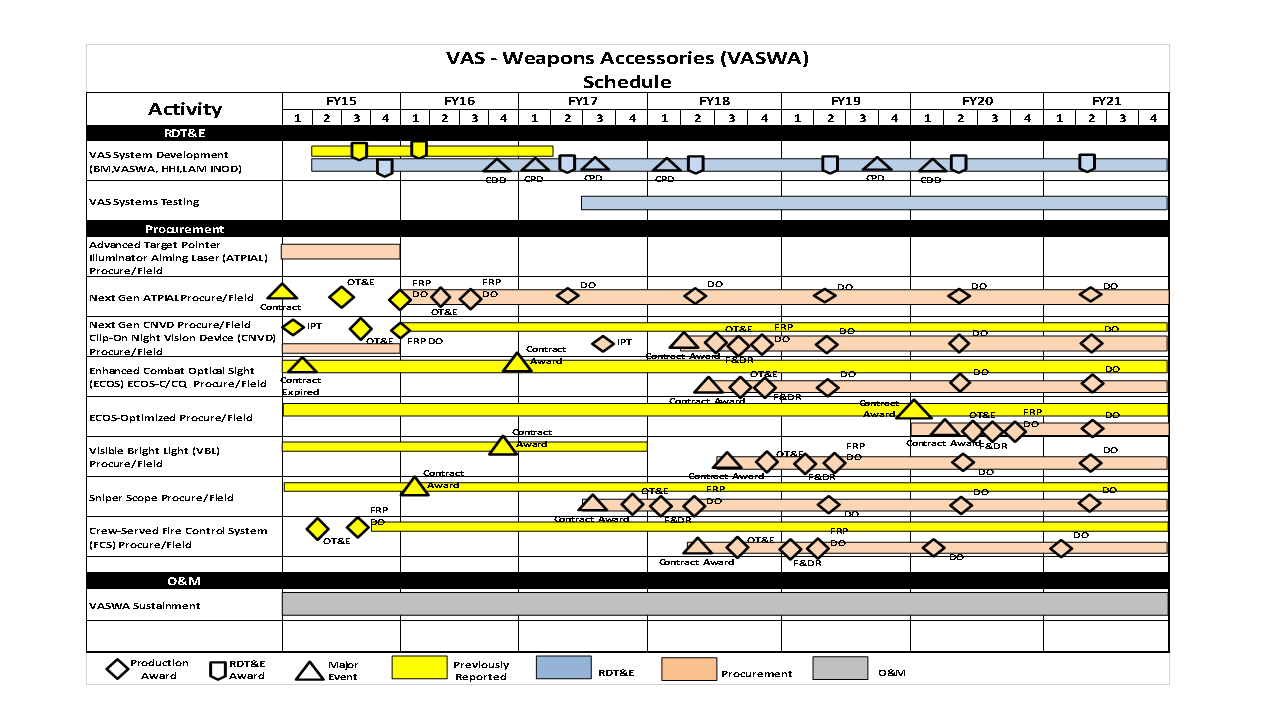 VAS - Weapons Accessories (VASWA)
Schedule
Activity
FY15 FY16 FY17 FY18 FY19 FY20 FY21
1 2 3 4 1 2 3 4 1 2 3 4 1 2 3 4 1 2 3 4 1 2 3 4 1 2 3 4
RDT&E
VAS System Development
(BM,VASWA, HHI,LAM INOD)
CDD CPD CPD CPD CPD CDD
VAS Systems Testing
Procurement
Advanced Target Pointer
Illuminator Aiming Laser (ATPIAL)
Procure/Field
OT&E FRP FRP DO DO DO DO DO
Next Gen ATPIAL Procure/Field
DO DO
Contract OT&E
Next Gen CNVD Procure/Field
IPT OT&E FRP DO DO DO
Clip-On Night Vision Device (CNVD)
OT&E FRP DO IPT DO
Procure/Field
Contract Award Contract Award F&DR
Enhanced Combat Optical Sight
OT&E DO DO DO
(ECOS) ECOS-C/CQ Procure/Field
Contract Expired Contract Award F&DR
ECOS-Optimized Procure/Field
Contract Award OT&E FRP DO DO
Contract Award F&DR
Visible Bright Light (VBL)
Procure/Field
Contract Award OT&E FRP DO DO
Contract Award F&DR DO
Sniper Scope Procure/Field
Contract Award OT&E FRP DO DO DO
Contract Award F&DR DO
Crew-Served Fire Control System
(FCS) Procure/Field
FRP DO OT&E OT&E FRP DO DO
Contract Award F&DR DO
O&M
VASWA Sustainment
Production Award
RDT&E Award
Major Event
Previously Reported
RDT&E
Procurement
O&M